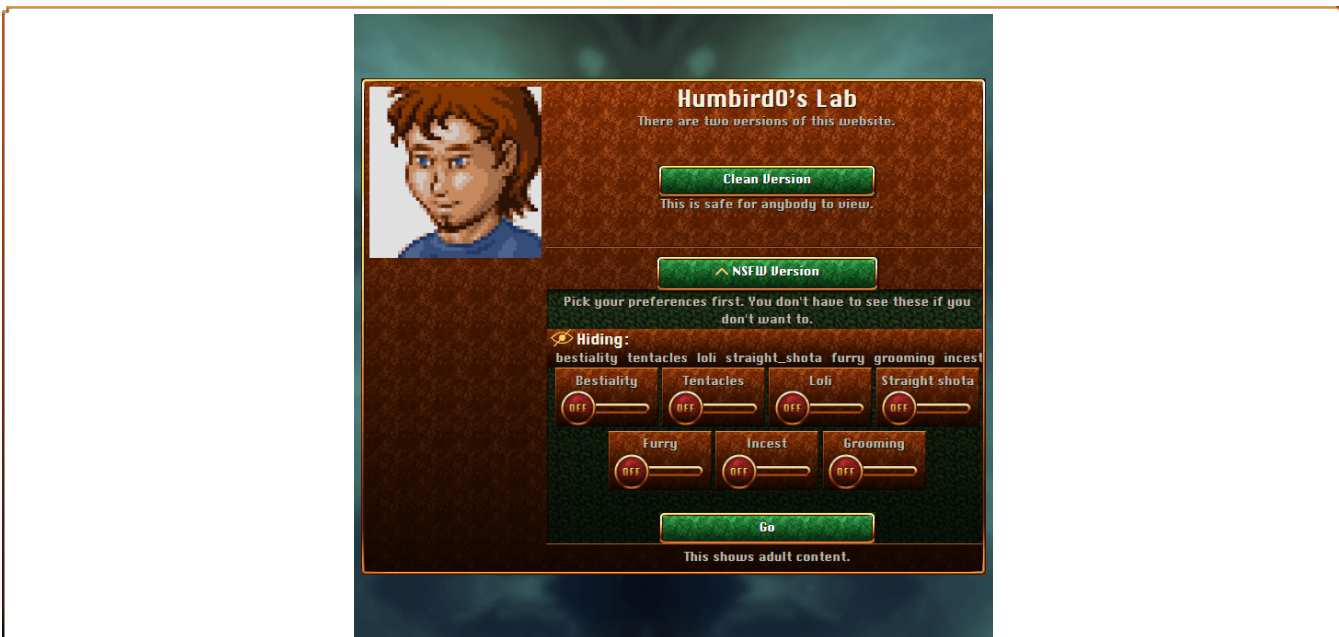 Humbird0's Lab
There are two versions of this website.
Clean Version
This is safe for anybody to view.
NSFW Version
Pick your preferences first. You don't have to see these if you
don't want to.
Hiding:
bestiality tentacles loli straight_shota furry grooming incest
Bestiality Tentacles Loli Straight shota
OFF OFF OFF OFF
Furry Incest Grooming
OFF OFF OFF
Go
This shows adult content.